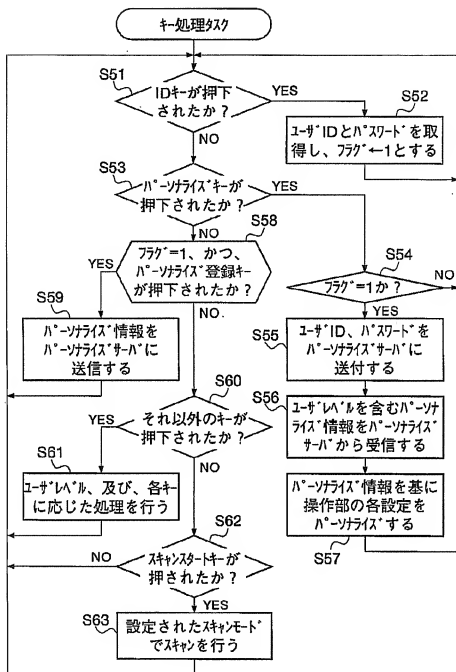 キー処理タスク
S51
IDキーが押下
されたか？
YES
NO
S52
ユーザIDとパスワードを取
得し、フラグ←1とする
S53
パーソナライズキーが
押下されたか？
YES
NO
S58
フラグ=1、かつ、
パーソナライズ登録キー
が押下されたか？
YES
NO
S54
フラグ=1か？
NO
YES
S59
パーソナライズ情報を
パーソナライズサーバに
送信する
S55
ユーザID、パスワードを
パーソナライズサーバに
送付する
S56
ユーザレベルを含むパーソナ
ライズ情報をパーソナライズ
サーバから受信する
S60
それ以外のキーが
押下されたか？
YES
NO
S61
ユーザレベル、及び、各キー
に応じた処理を行う
パーソナライズ情報を基に
操作部の各設定を
パーソナライズする
S57
S62
スキャンスタートキーが
押されたか？
NO
YES
S63
設定されたスキャンモード
でスキャンを行う